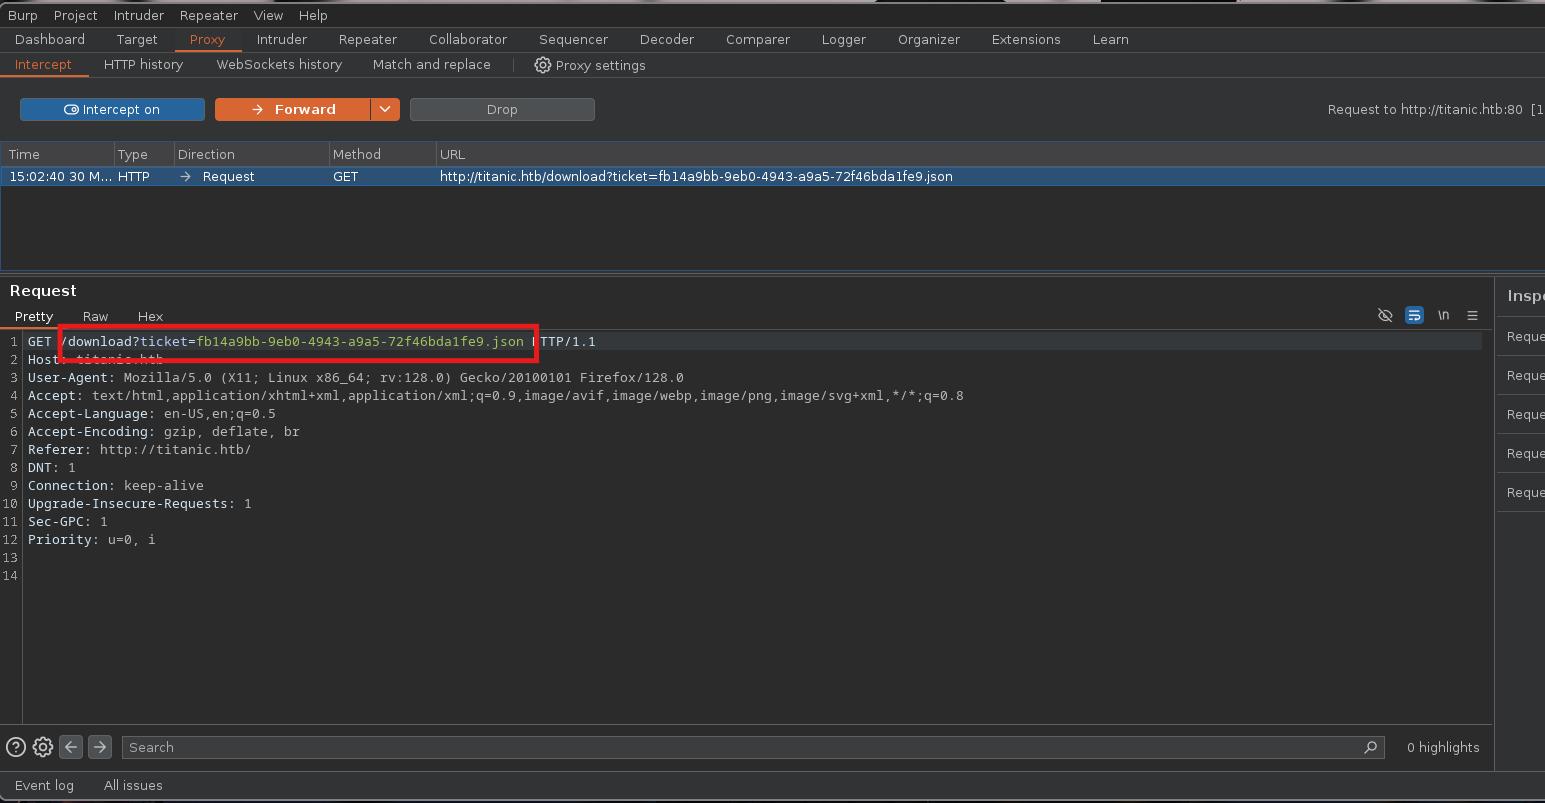 Burp Project Intruder Repeater View Help
Dashboard Target Proxy Intruder Repeater Collaborator Sequencer Decoder Comparer Logger Organizer Extensions Learn
Intercept HTTP history WebSockets history Match and replace Proxy settings
Intercept on Forward Drop Request to http://titanic.htb:80 [1
Time Type Direction Method URL
15:02:40 30 M... HTTP → Request GET http://titanic.htb/download?ticket=fb14a9bb-9eb0-4943-a9a5-72f46bda1fe9.json
Request
Inspe
Pretty Raw Hex \n
1 GET /download?ticket=fb14a9bb-9eb0-4943-a9a5-72f46bda1fe9.json HTTP/1.1
2 Host: titanic.htb
3 User-Agent: Mozilla/5.0 (X11; Linux x86_64; rv:128.0) Gecko/20100101 Firefox/128.0
4 Accept: text/html,application/xhtml+xml,application/xml;q=0.9,image/avif,image/webp,image/png,image/svg+xml,*/*;q=0.8
5 Accept-Language: en-US,en;q=0.5
6 Accept-Encoding: gzip, deflate, br
7 Referer: http://titanic.htb/
8 DNT: 1
9 Connection: keep-alive
10 Upgrade-Insecure-Requests: 1
11 Sec-GPC: 1
12 Priority: u=0, i
13
14
Reque
Reque
Reque
Reque
Reque
Search 0 highlights
Event log All issues